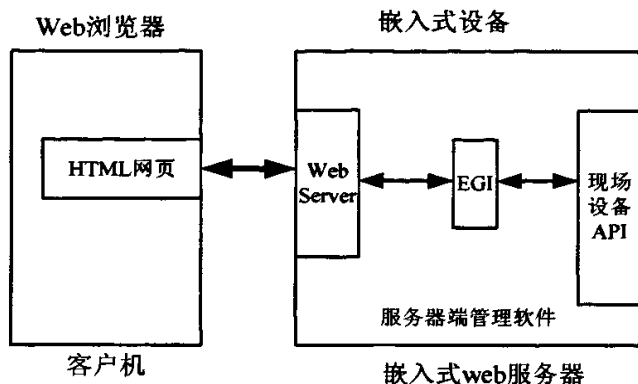 Web浏览器
嵌入式设备
HTML网页
Web
Server
EGI
现场
设备
API
服务器端管理软件
客户机
嵌入式web服务器